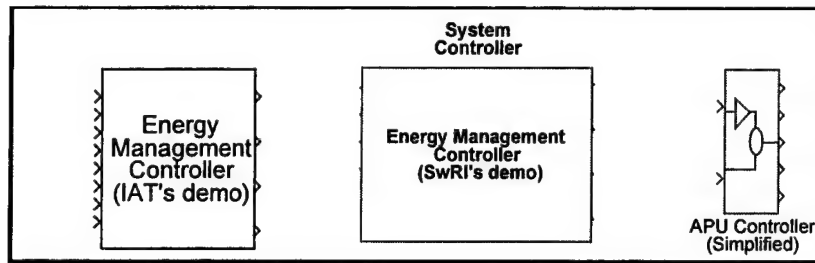 System
Controller
Energy
Management
Controller
(IAT's demo)
Energy Management
Controller
(SwRI's demo)
APU Controller
(Simplified)